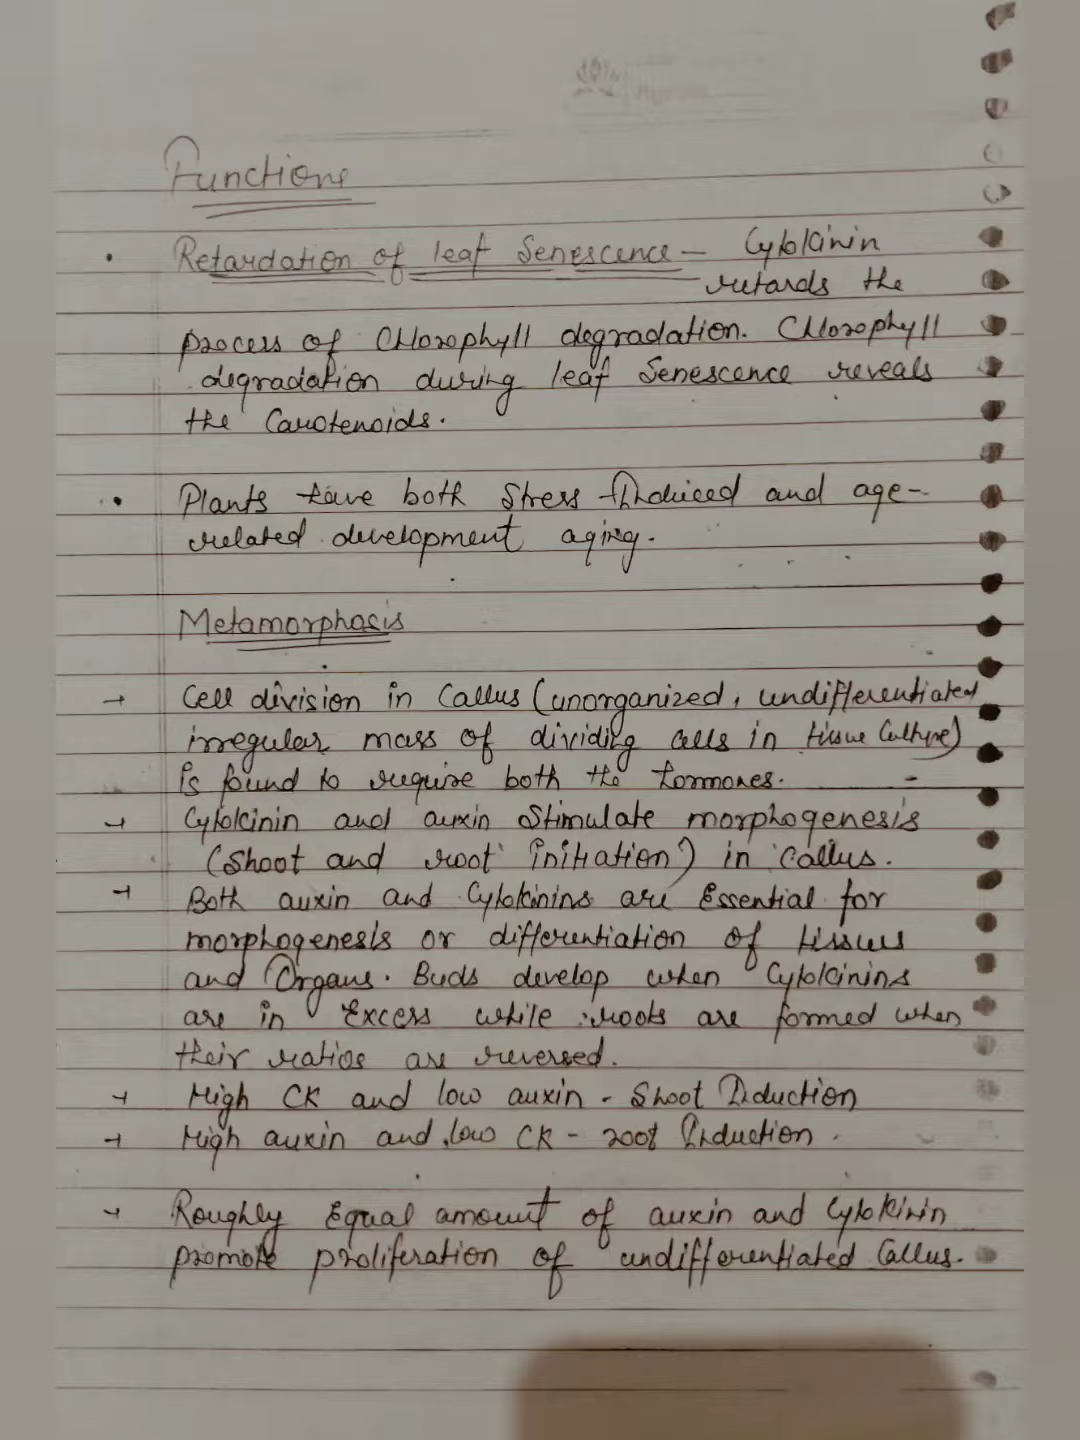 Functions
• Retardation of leaf Senescence – Cytokinin
retards the
process of Chlorophyll degradation. Chlorophyll
degradation during leaf Senescence reveals
the Carotenoids.
• Plants have both Stress Induced and age-
related development aging.
Metamorphosis
→ Cell division in Callus (unorganized, undifferentiated
irregular mass of dividing cells in tissue Culture)
is found to require both the hormones.
→ Cytokinin and auxin Stimulate morphogenesis
(Shoot and root initiation) in Callus.
→ Both auxin and Cytokinins are Essential for
morphogenesis or differentiation of tissues
and Organs. Buds develop when Cytokinins
are in Excess while roots are formed when
their ratios are reversed.
→ High CK and low auxin - Shoot Induction
→ High auxin and low CK - root Induction.
→ Roughly Equal amount of auxin and Cytokinin
promote proliferation of undifferentiated Callus.